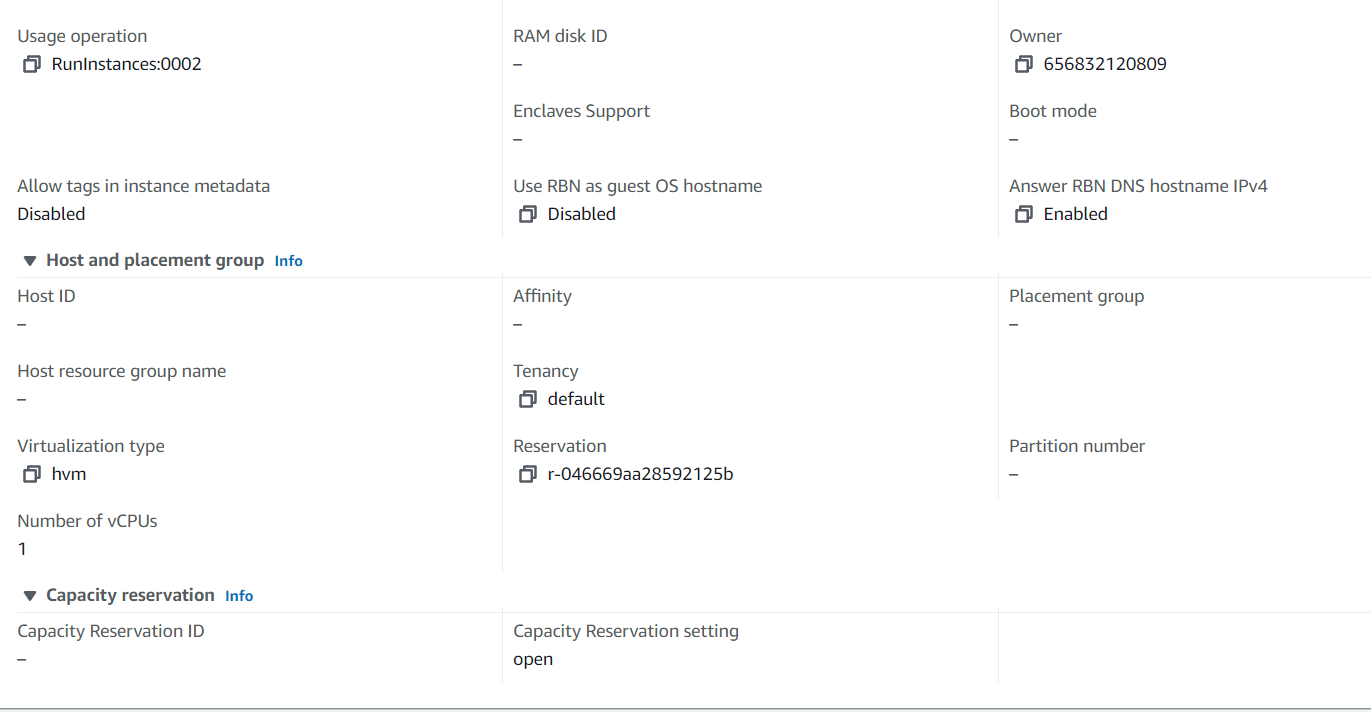 Usage operation
RunInstances:0002
RAM disk ID
–
Owner
656832120809
Enclaves Support
–
Boot mode
–
Allow tags in instance metadata
Disabled
Use RBN as guest OS hostname
Disabled
Answer RBN DNS hostname IPv4
Enabled
Host and placement group Info
Host ID
–
Affinity
–
Placement group
–
Host resource group name
–
Tenancy
default
Virtualization type
hvm
Reservation
r-046669aa28592125b
Partition number
–
Number of vCPUs
1
Capacity reservation Info
Capacity Reservation ID
–
Capacity Reservation setting
open